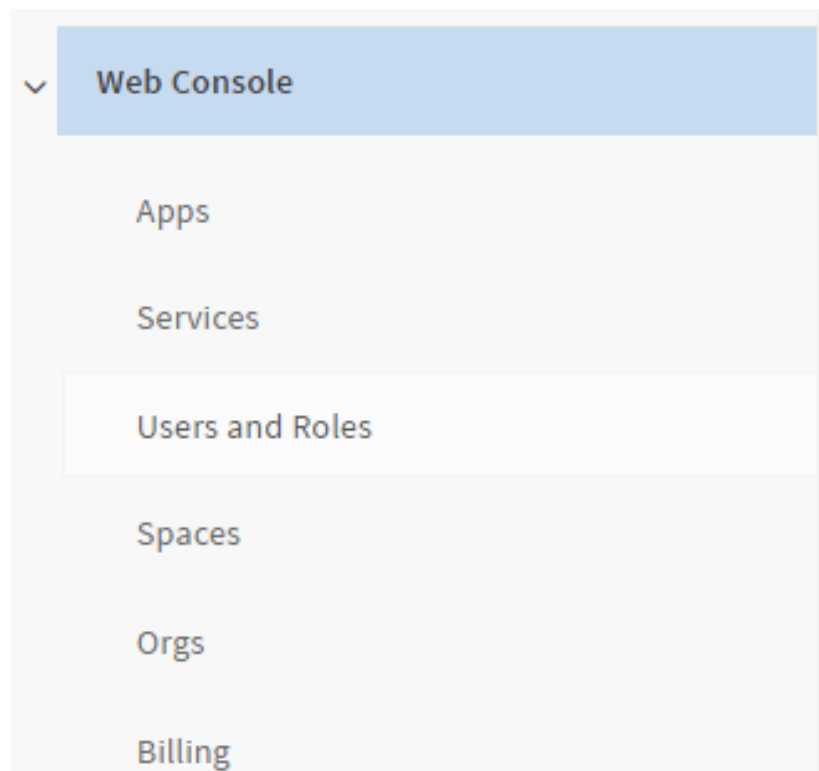 Web Console
Apps
Services
Users and Roles
Spaces
Orgs
Billing